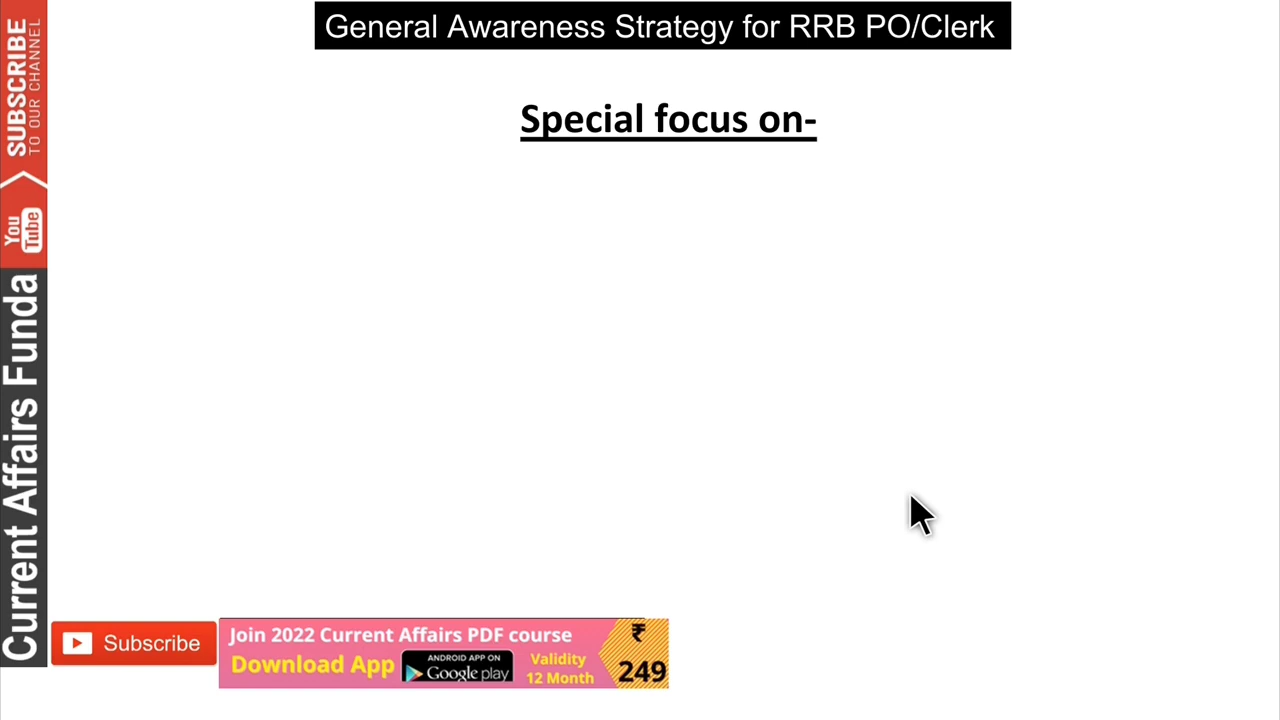 General Awareness Strategy for RRB PO/Clerk
Special focus on-
SUBSCRIBE
TO OUR CHANNEL
You
Tube
Current Affairs Funda
Subscribe
Join 2022 Current Affairs PDF course
Download App
ANDROID APP ON
Google play
Validity
12 Month
₹
249